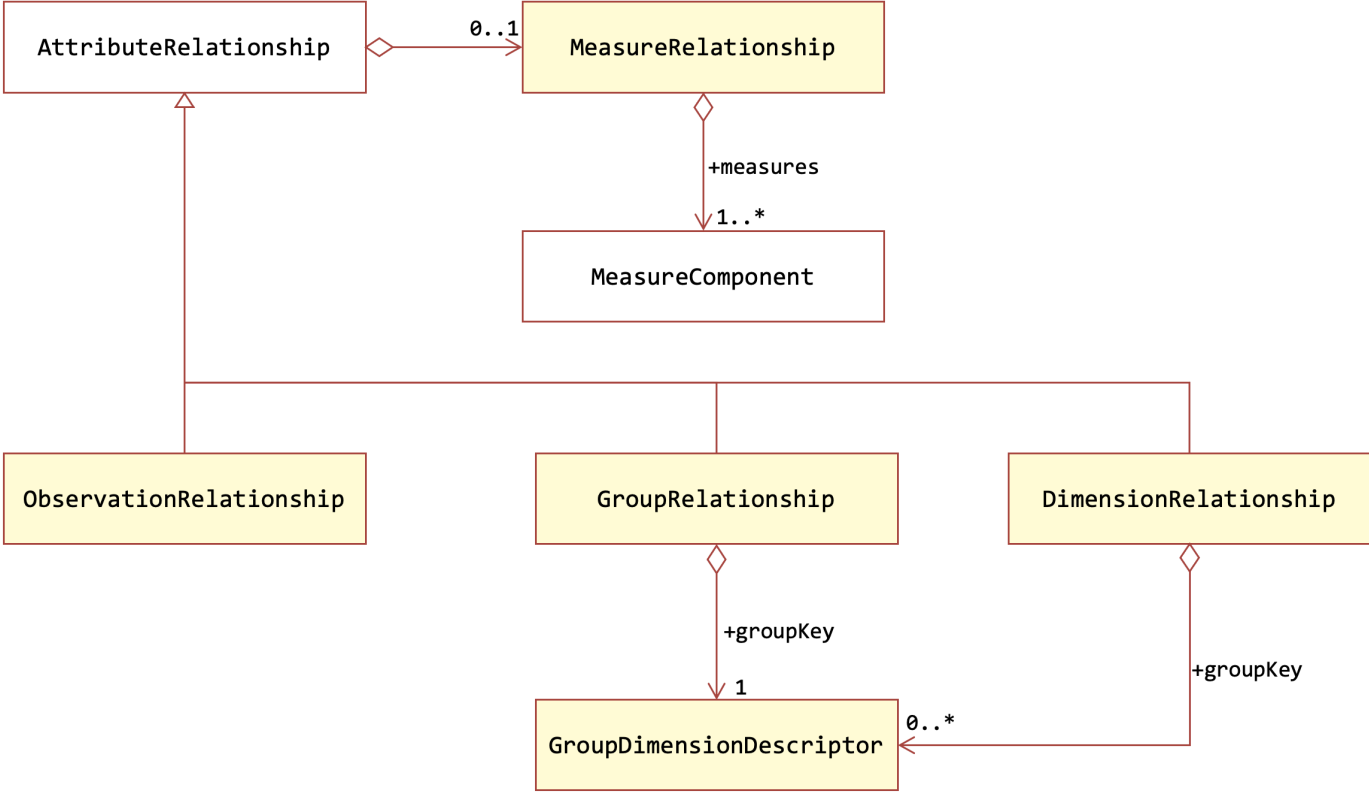 AttributeRelationship
0..1
MeasureRelationship
+measures
1..*
MeasureComponent
ObservationRelationship
GroupRelationship
DimensionRelationship
+groupKey
1
+groupKey
0..*
GroupDimensionDescriptor